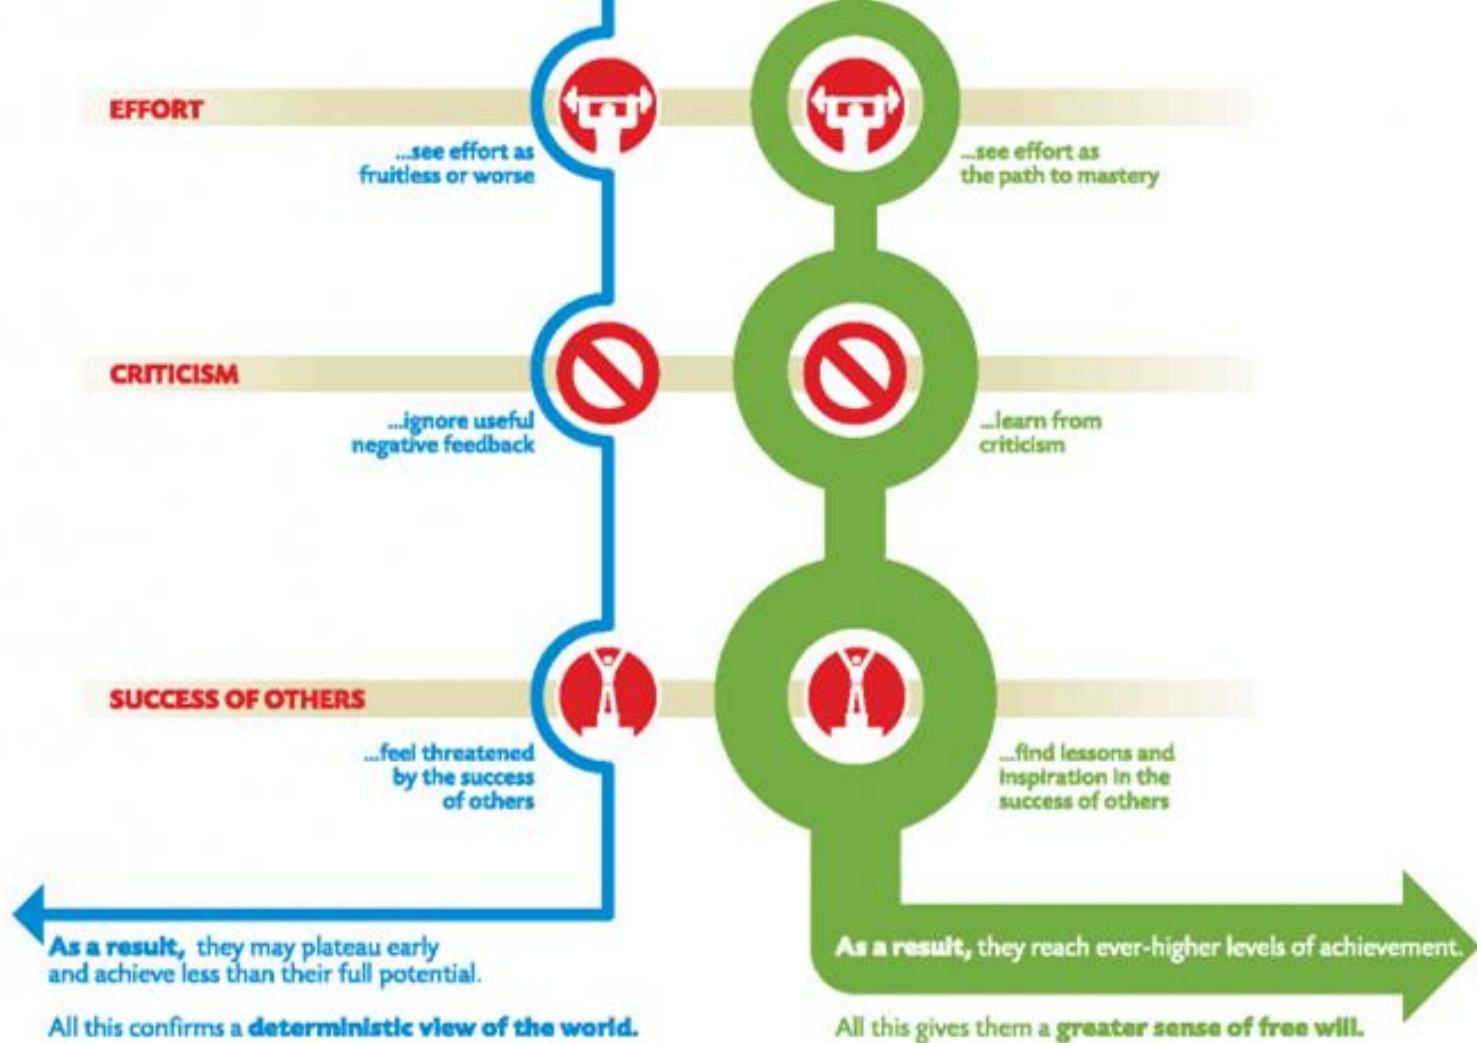 EFFORT
...see effort as
fruitless or worse
...see effort as
the path to mastery
CRITICISM
...ignore useful
negative feedback
...learn from
criticism
SUCCESS OF OTHERS
...feel threatened
by the success
of others
...find lessons and
inspiration in the
success of others
As a result, they may plateau early
and achieve less than their full potential.
All this confirms a deterministic view of the world.
As a result, they reach ever-higher levels of achievement.
All this gives them a greater sense of free will.